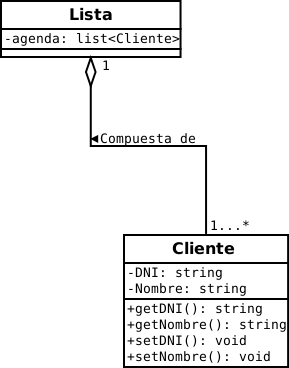 Lista
-agenda: list<Cliente>
1
Compuesta de
1...*
Cliente
-DNI: string
-Nombre: string
+getDNI(): string
+getNombre(): string
+setDNI(): void
+setNombre(): void